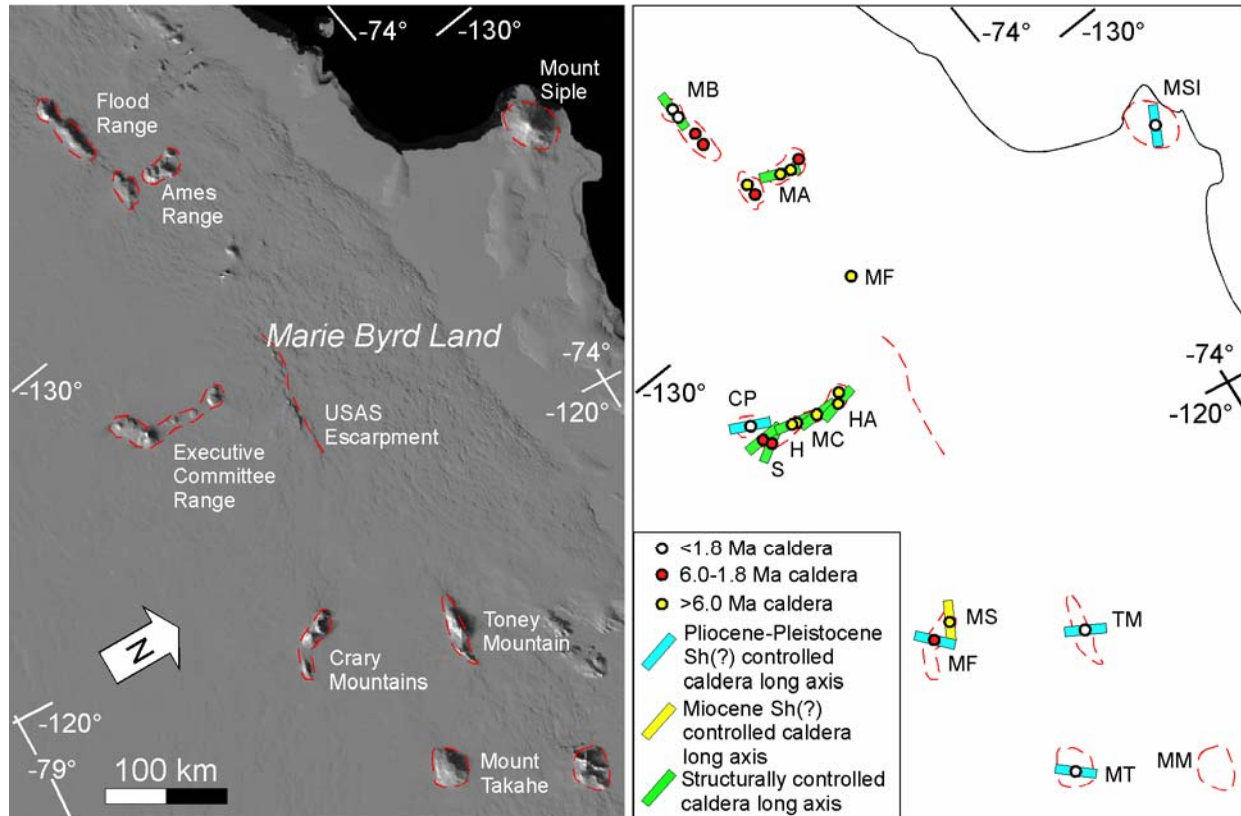 -74°
-130°
Mount
Siple
Flood
Range
Ames
Range
Marie Byrd Land
-130°
-74°
-120°
USAS
Escarpment
Executive
Committee
Range
N
Toney
Mountain
Crary
Mountains
-120°
-79°
100 km
Mount
Takahe
-74°
-130°
MB
MSI
MA
MF
-130°
-74°
-120°
CP
HA
MC
H
S
<1.8 Ma caldera
6.0-1.8 Ma caldera
>6.0 Ma caldera
Pliocene-Pleistocene
Sh(?) controlled
caldera long axis
Miocene Sh(?)
controlled caldera
long axis
Structurally controlled
caldera long axis
MS
MF
TM
MT
MM